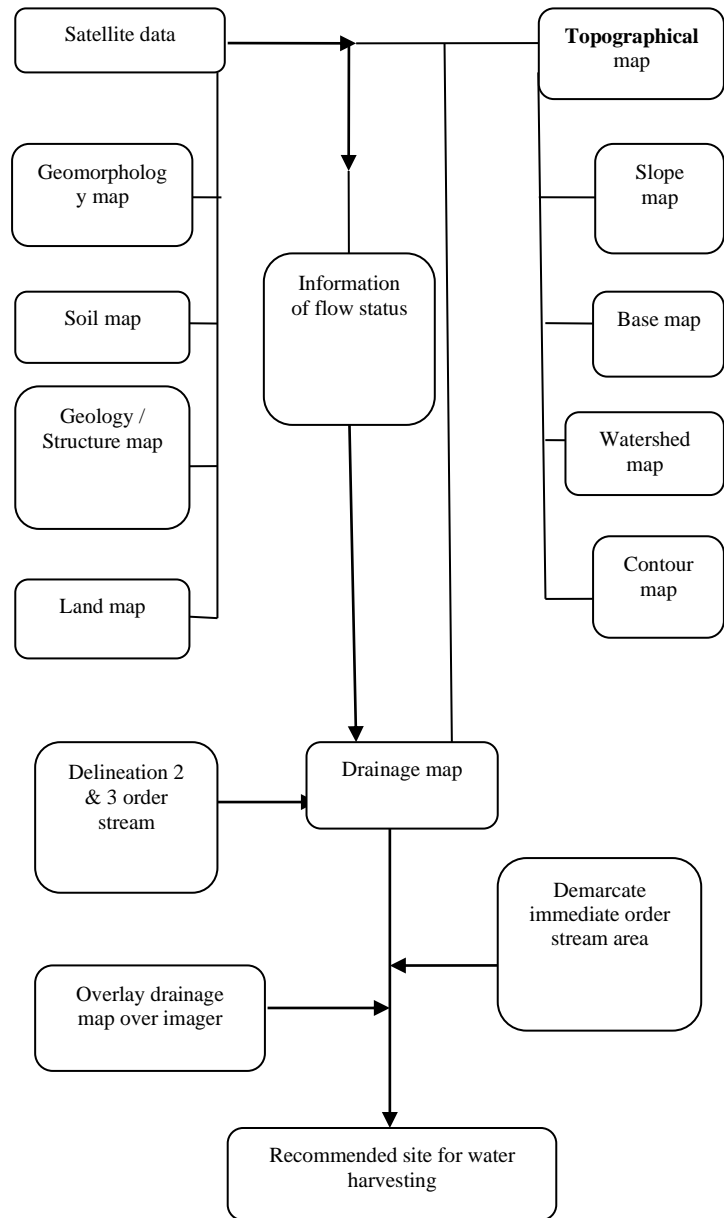 Satellite data
Topographical
map
Geomorpholog
y map
Slope
map
Information
of flow status
Soil map
Base map
Geology /
Structure map
Watershed
map
Land map
Contour
map
Delineation 2
& 3 order
stream
Drainage map
Demarcate
immediate order
stream area
Overlay drainage
map over imager
Recommended site for water
harvesting